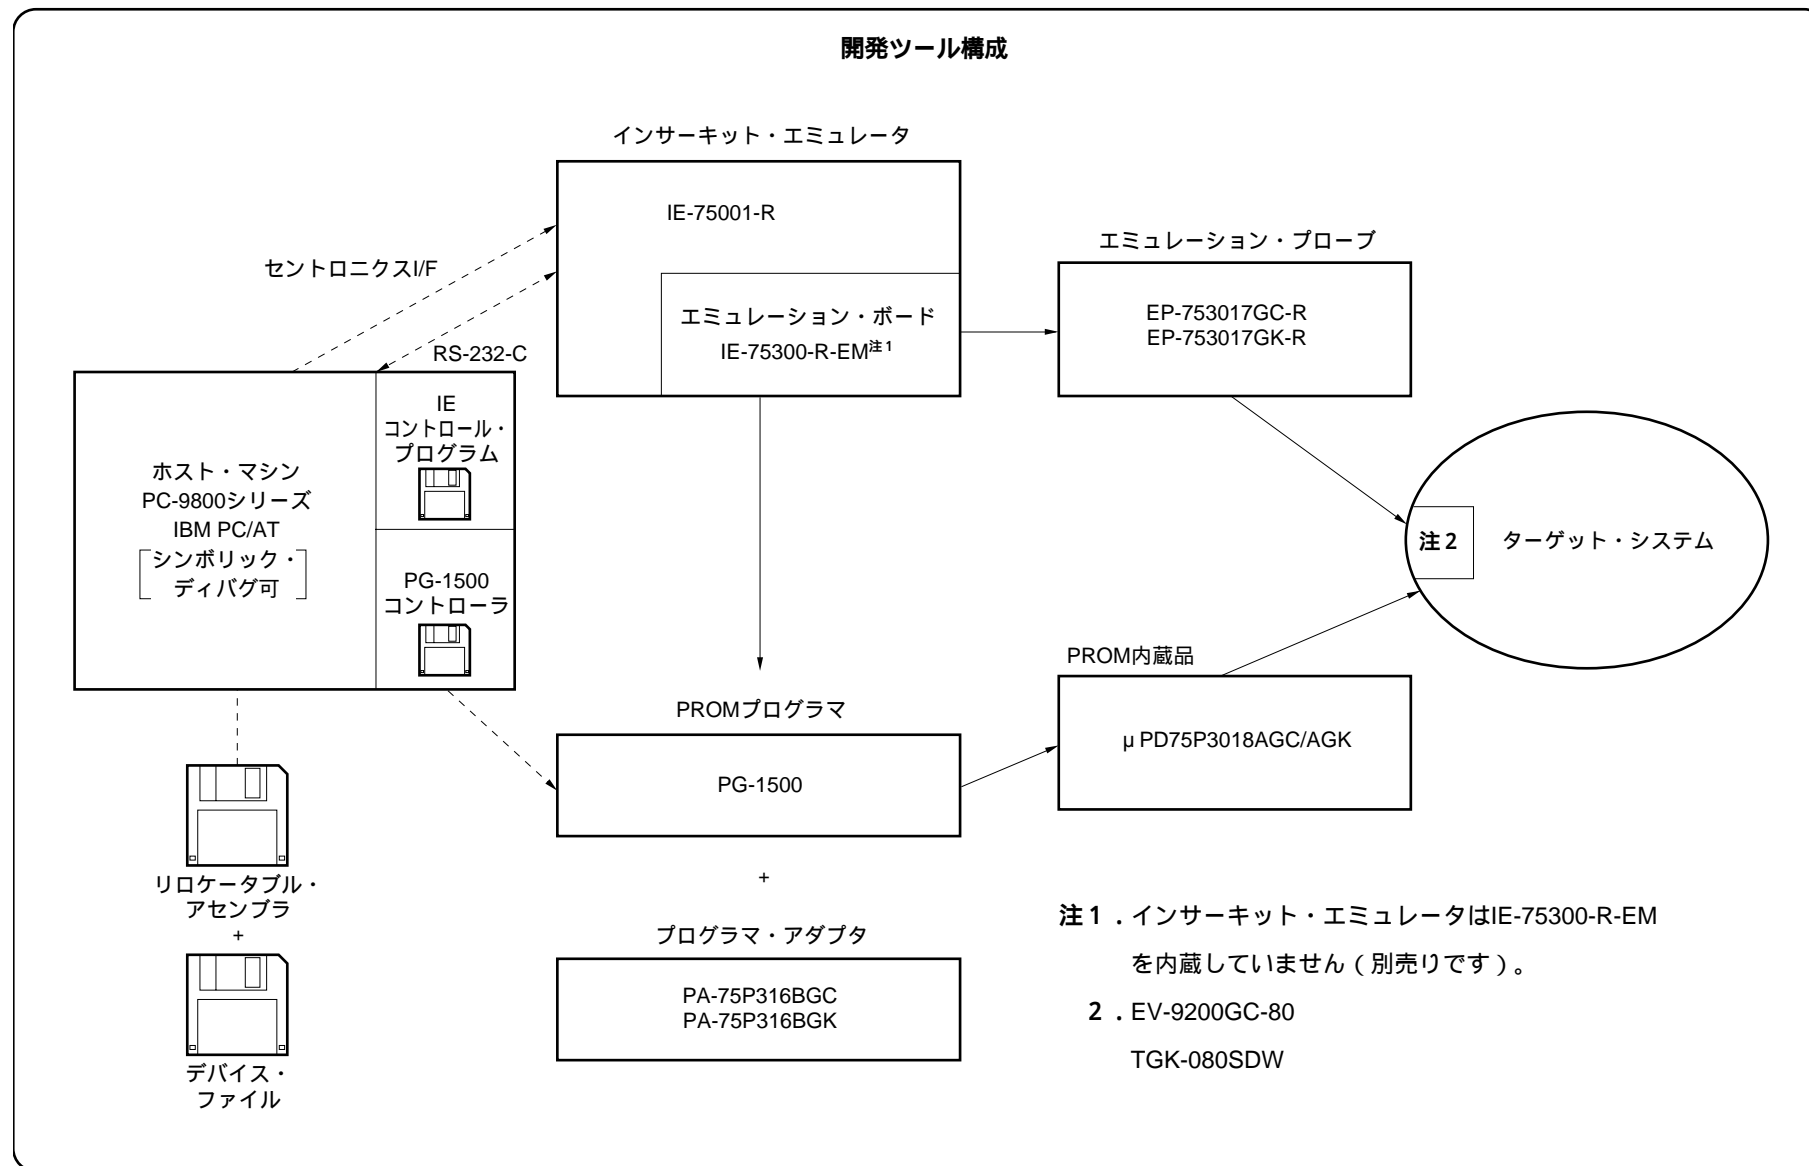 開発ツール構成
インサーキット・エミュレータ
IE-75001-R
エミュレーション・ボード
IE-75300-R-EM注1
エミュレーション・プローブ
EP-753017GC-R
EP-753017GK-R
セントロニクスI/F
RS-232-C
ホスト・マシン
PC-9800シリーズ
IBM PC/AT
シンボリック・
ディバグ可
IE
コントロール・
プログラム
PG-1500
コントローラ
注2
ターゲット・システム
PROM内蔵品
μPD75P3018AGC/AGK
PROMプログラマ
PG-1500
+
プログラマ・アダプタ
PA-75P316BGC
PA-75P316BGK
リロケータブル・
アセンブラ
+
デバイス・
ファイル
注1．インサーキット・エミュレータはIE-75300-R-EM
を内蔵していません（別売りです）。
2．EV-9200GC-80
TGK-080SDW